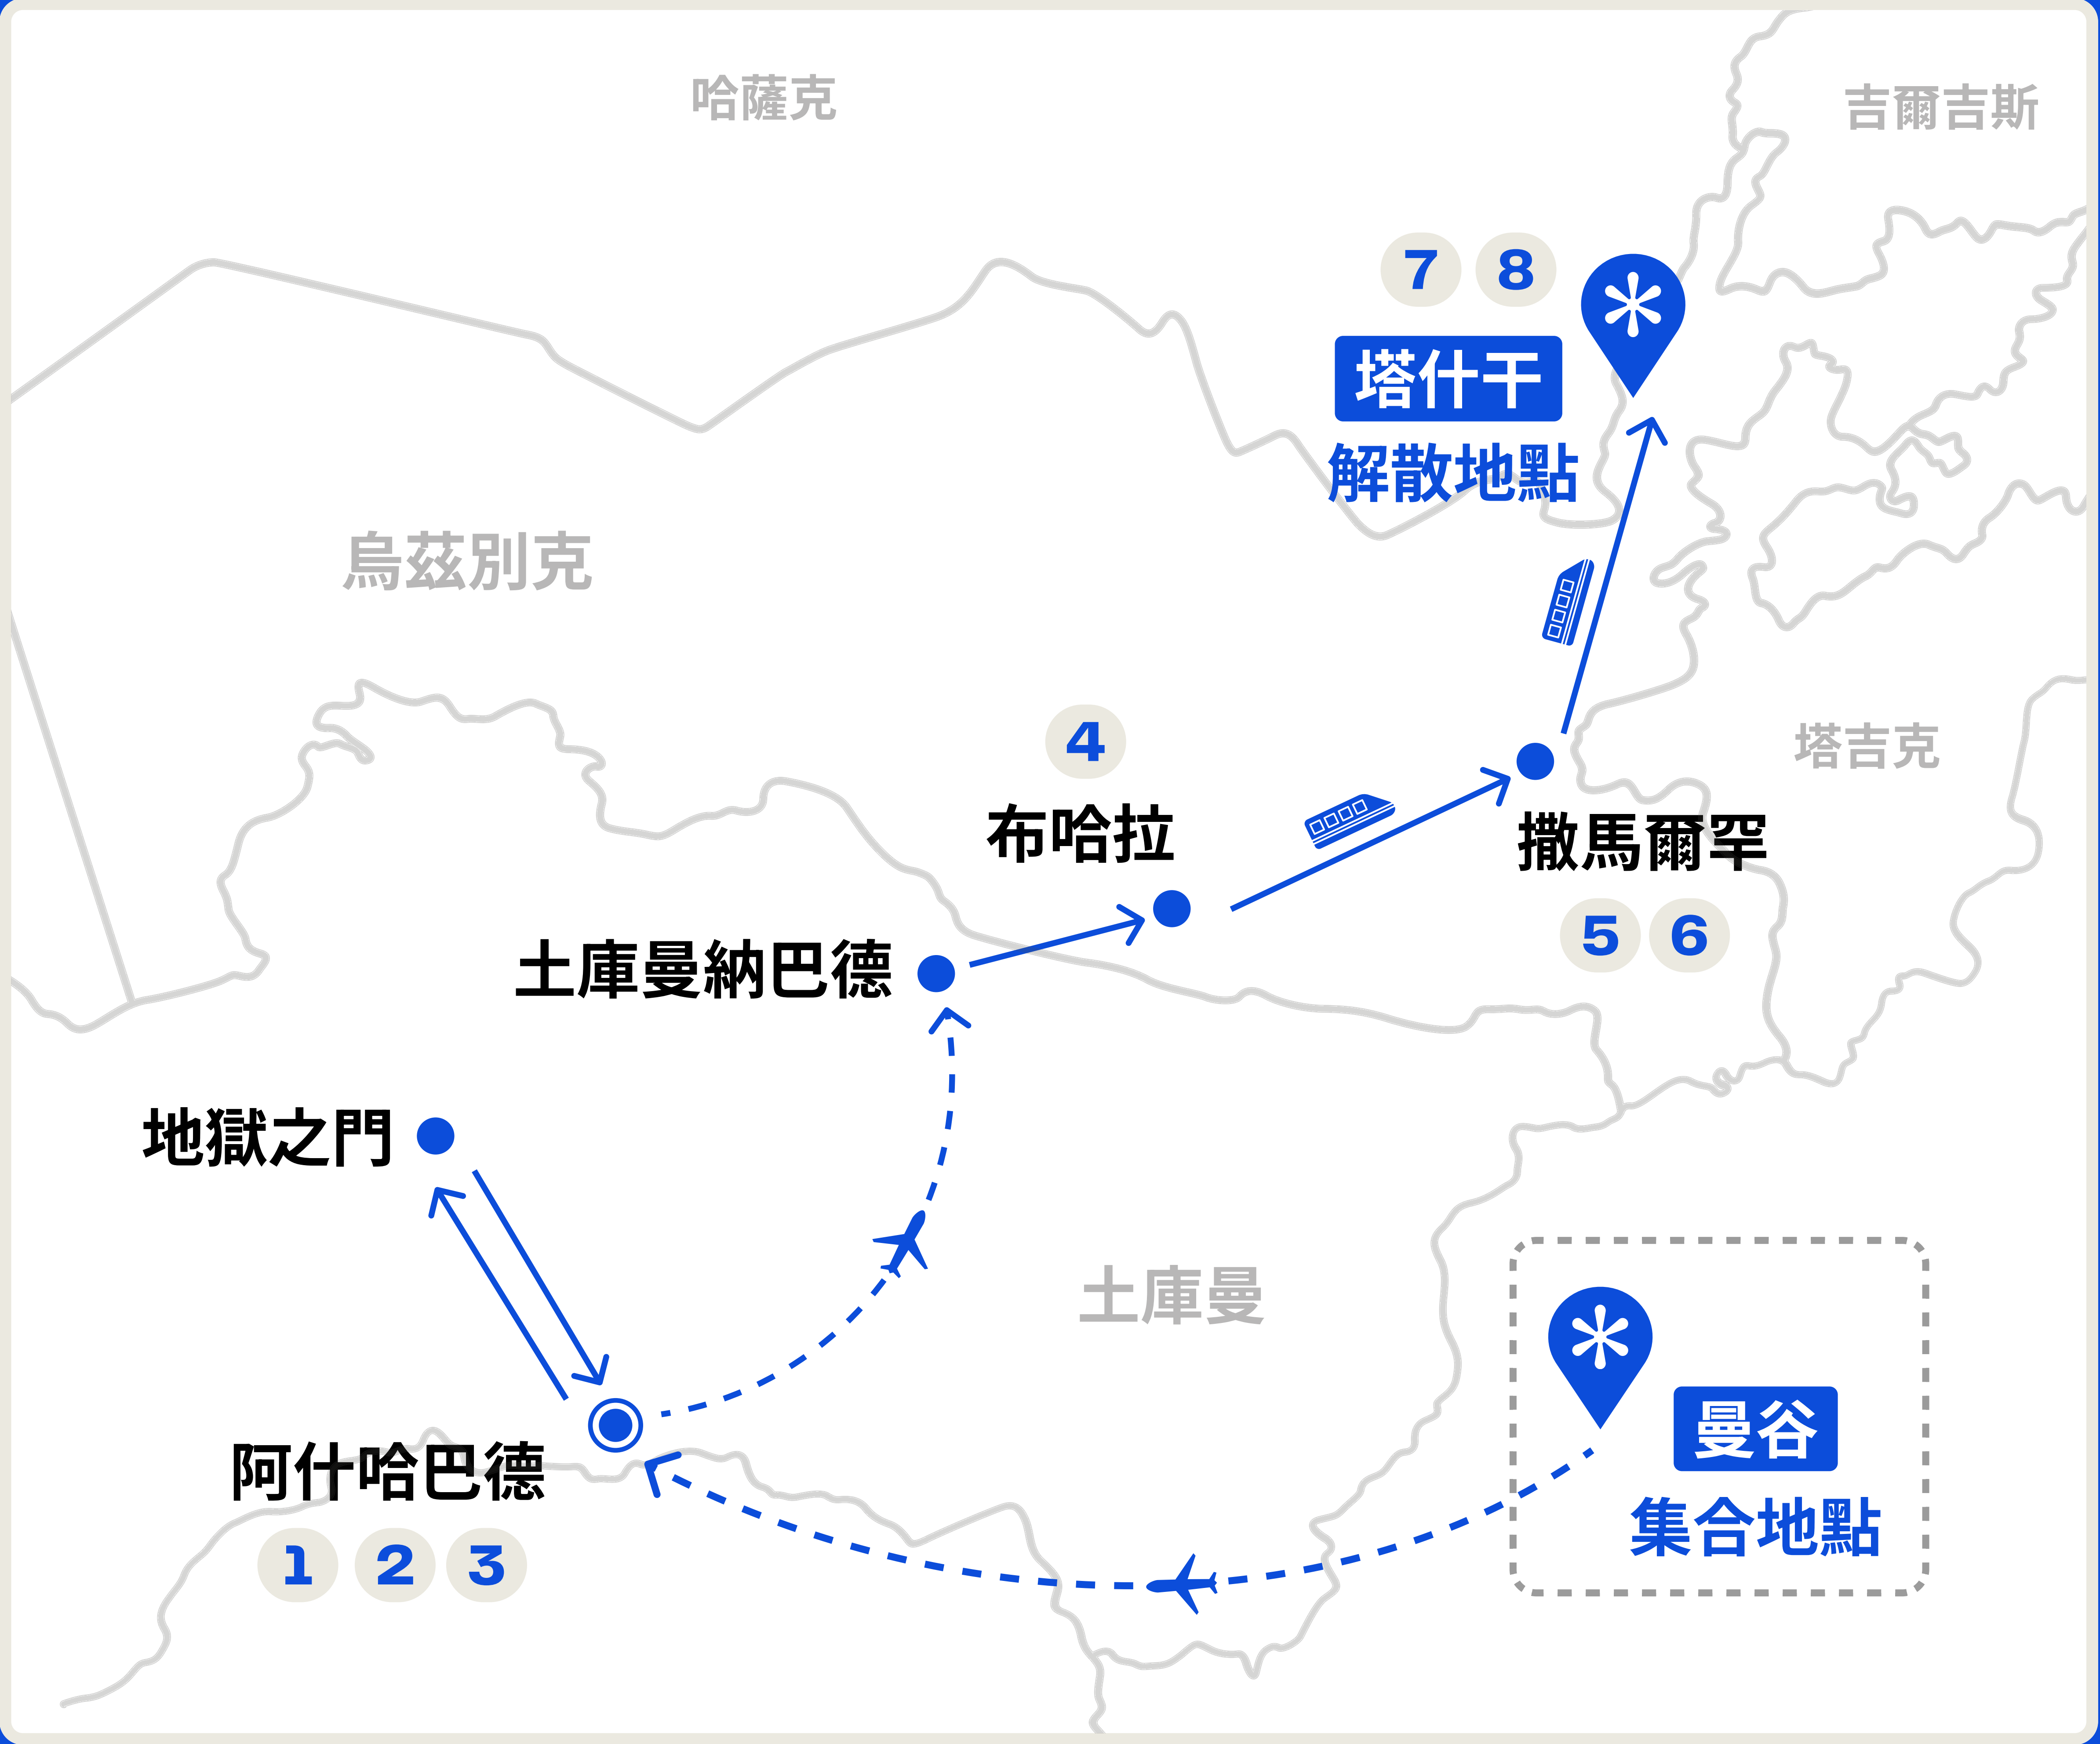 哈薩克
吉爾吉斯
7 8
塔什干
解散地點
烏茲別克
4
塔吉克
布哈拉
撒馬爾罕
5 6
土庫曼納巴德
地獄之門
土庫曼
曼谷
集合地點
阿什哈巴德
1 2 3